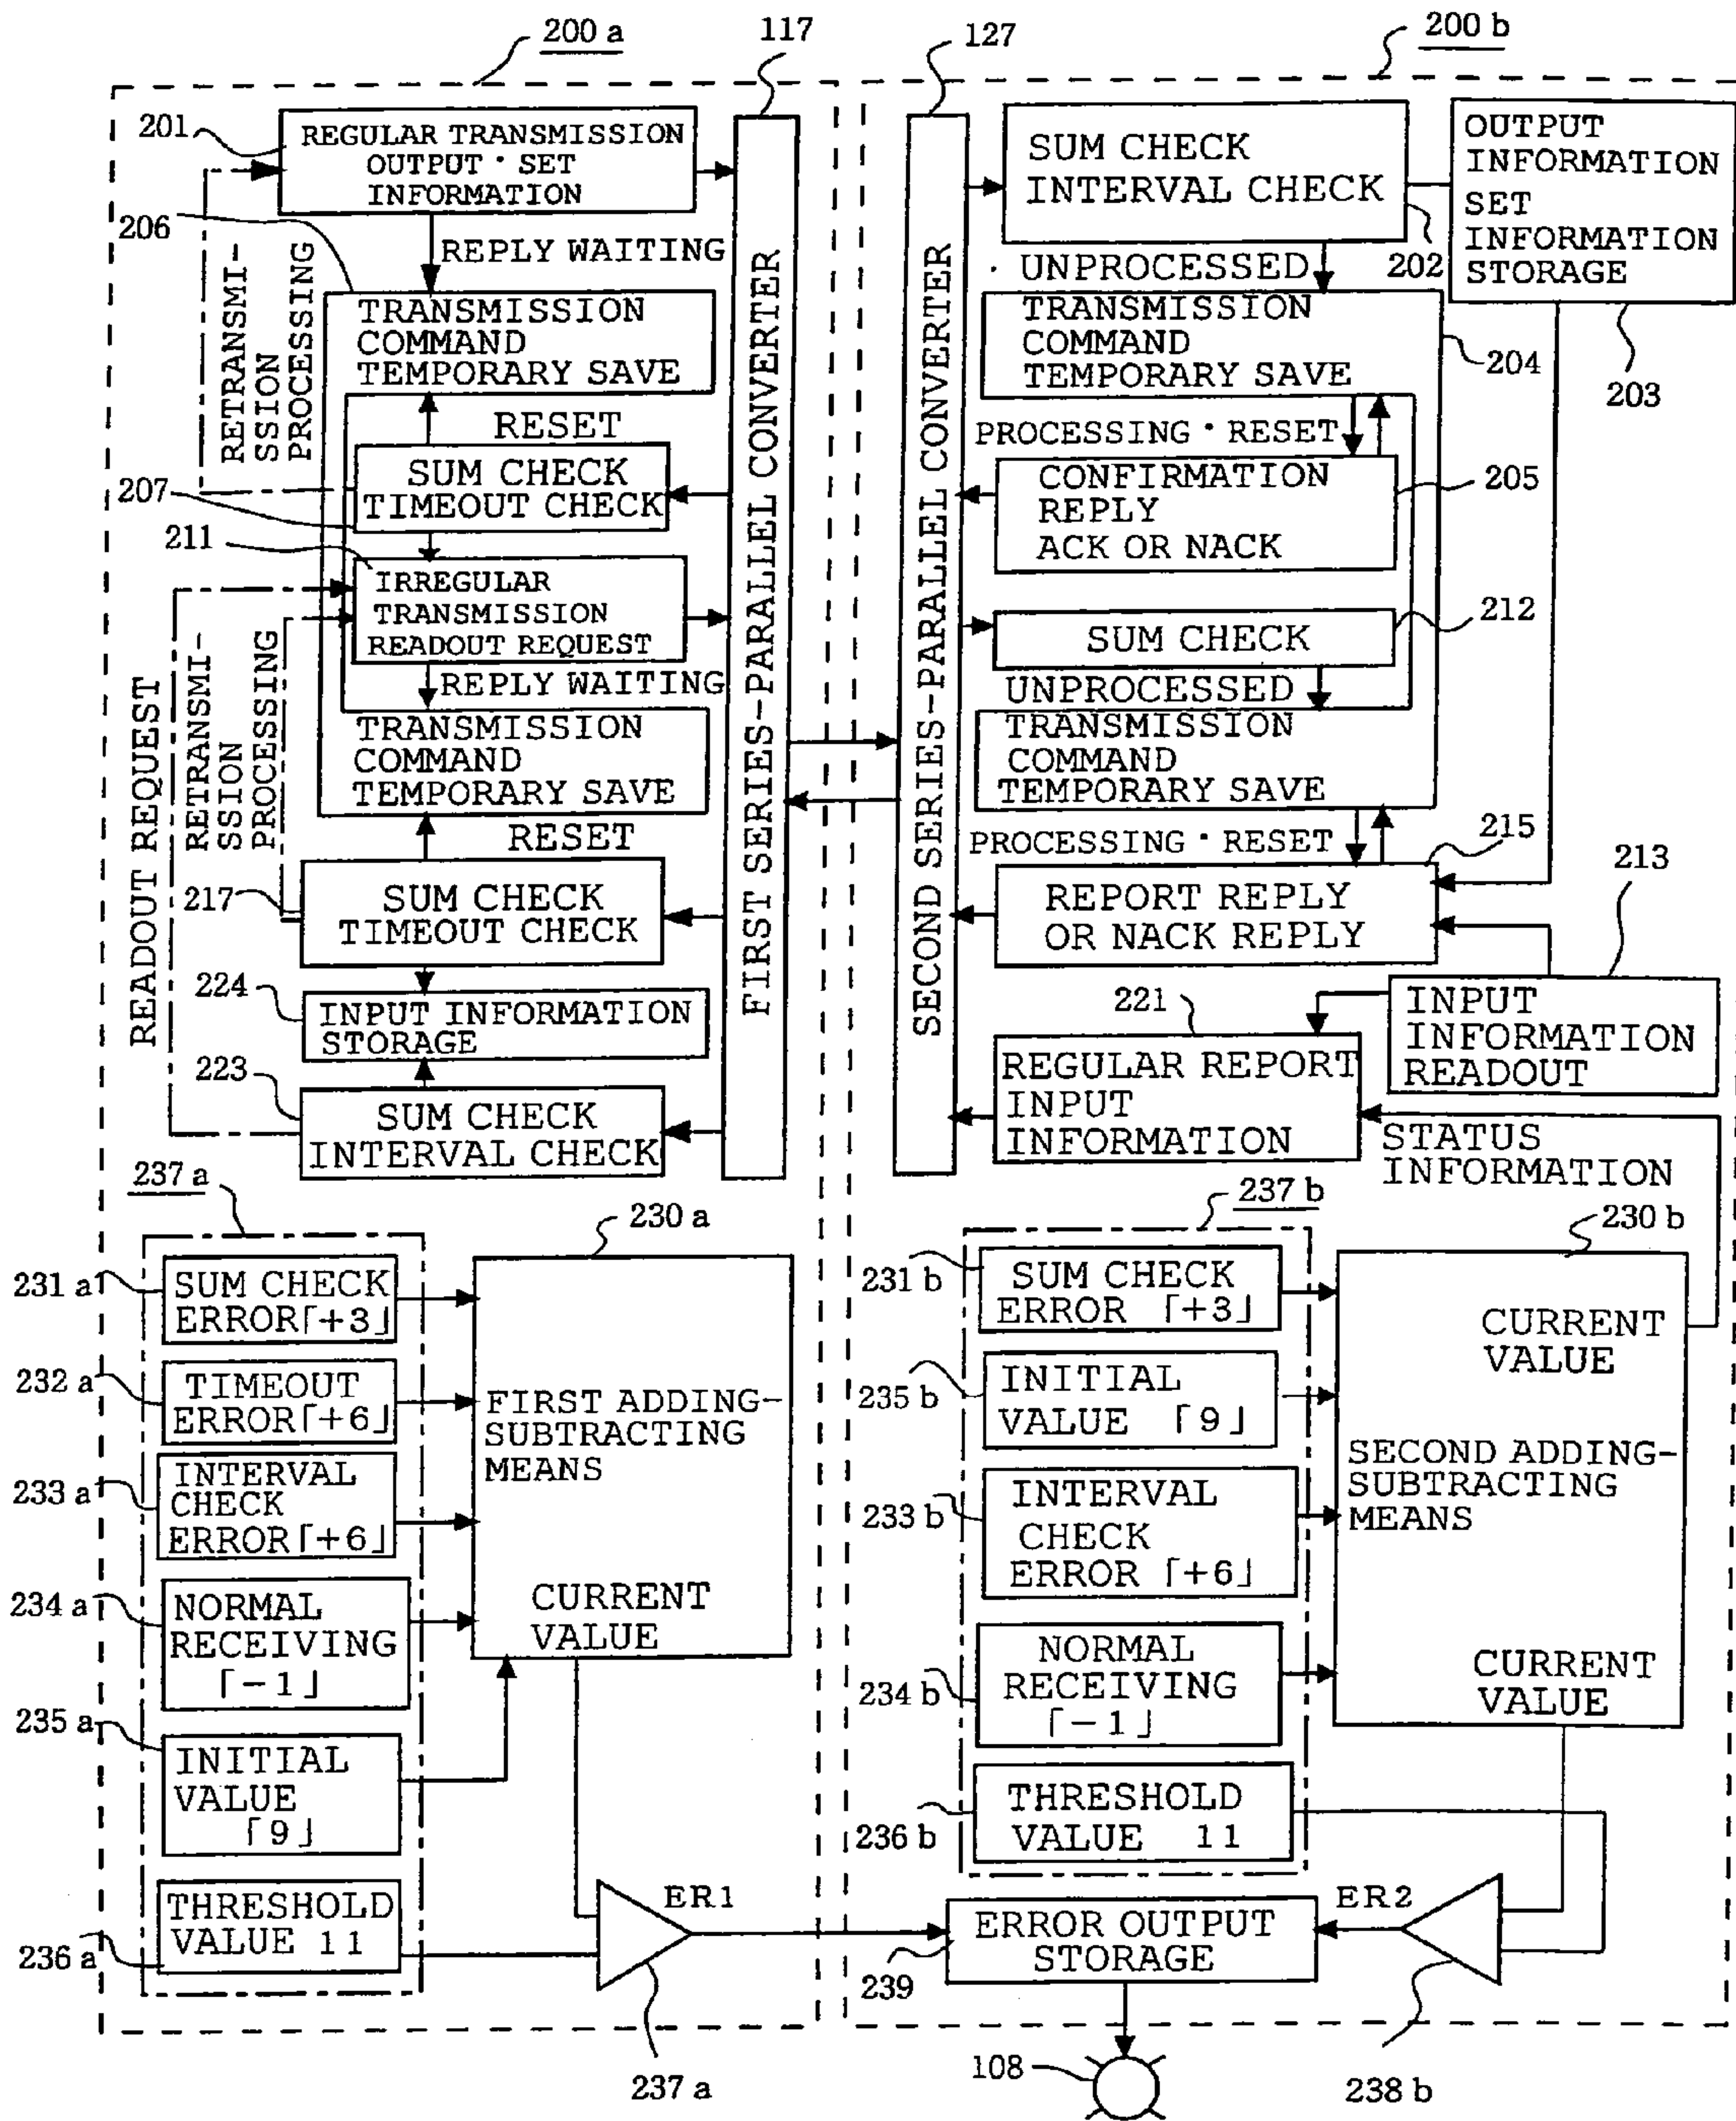 200 a
117
127
200 b
201
REGULAR TRANSMISSION
OUTPUT · SET
INFORMATION
206
REPLY WAITING
RETRANSMI-
SSION
PROCESSING
TRANSMISSION
COMMAND
TEMPORARY SAVE
RESET
207
SUM CHECK
TIMEOUT CHECK
211
IRREGULAR
TRANSMISSION
READOUT REQUEST
REPLY WAITING
READOUT REQUEST
RETRANSMI-
SSION
PROCESSING
TRANSMISSION
COMMAND
TEMPORARY SAVE
RESET
217
SUM CHECK
TIMEOUT CHECK
224
INPUT INFORMATION
STORAGE
223
SUM CHECK
INTERVAL CHECK
FIRST SERIES-PARALLEL CONVERTER
SECOND SERIES-PARALLEL CONVERTER
SUM CHECK
INTERVAL CHECK
202
OUTPUT
INFORMATION
SET
INFORMATION
STORAGE
203
UNPROCESSED
TRANSMISSION
COMMAND
TEMPORARY SAVE
204
PROCESSING · RESET
CONFIRMATION
REPLY
ACK OR NACK
205
SUM CHECK
212
UNPROCESSED
TRANSMISSION
COMMAND
TEMPORARY SAVE
PROCESSING · RESET
215
REPORT REPLY
OR NACK REPLY
213
INPUT
INFORMATION
READOUT
221
REGULAR REPORT
INPUT
INFORMATION
STATUS
INFORMATION
237 a
230 a
231 a
SUM CHECK
ERROR「+3」
232 a
TIMEOUT
ERROR「+6」
233 a
INTERVAL
CHECK
ERROR「+6」
234 a
NORMAL
RECEIVING
「-1」
235 a
INITIAL
VALUE
「9」
236 a
THRESHOLD
VALUE 11
FIRST ADDING-
SUBTRACTING
MEANS
CURRENT
VALUE
ER1
237 a
237 b
230 b
231 b
SUM CHECK
ERROR「+3」
235 b
INITIAL
VALUE「9」
233 b
INTERVAL
CHECK
ERROR「+6」
234 b
NORMAL
RECEIVING
「-1」
236 b
THRESHOLD
VALUE 11
CURRENT
VALUE
SECOND ADDING-
SUBTRACTING
MEANS
CURRENT
VALUE
ER2
238 b
ERROR OUTPUT
STORAGE
239
108